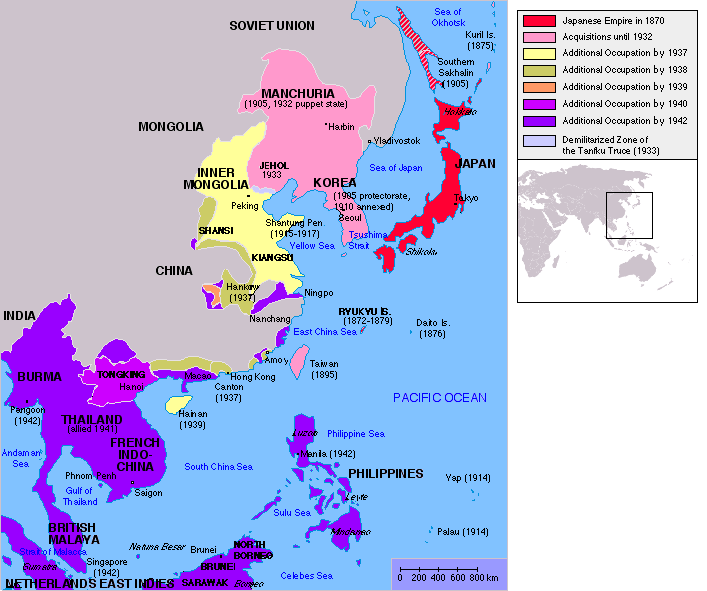 SOVIET UNION
Sea of
Okhotsk
Kuril Is.
(1875)
Southern
Sakhalin
(1905)
MANCHURIA
(1905, 1932 puppet state)
Harbin
Hokkaido
MONGOLIA
Vladivostok
JEHOL
1933
Sea of Japan
JAPAN
INNER
MONGOLIA
KOREA
(1905 protectorate,
1910 annexed)
Peking
Seoul
Tokyo
Shantung Pen.
(1915-1917)
SHANSI
Tsushima
Strait
Yellow Sea
Shikoku
KIANGSU
CHINA
Hankow
(1937)
Ningpo
Nanchang
INDIA
RYUKYU IS.
(1872-1879)
Daito Is.
(1876)
East China Sea
Amoy
Taiwan
(1895)
BURMA
TONGKING
Hanoi
Macao
Hong Kong
Canton
(1937)
PACIFIC OCEAN
Rangoon
(1942)
Hainan
(1939)
THAILAND
(allied 1941)
Luzon
Philippine Sea
FRENCH
INDO-
CHINA
Andaman
Sea
Manila (1942)
South China Sea
PHILIPPINES
Phnom Penh
Yap (1914)
Gulf of
Thailand
Saigon
Leyte
Sulu Sea
BRITISH
MALAYA
Mindanao
Palau (1914)
Strait of Malacca
Natuna Besar
Brunei
NORTH
BORNEO
Singapore
(1942)
Sumatra
BRUNEI
Celebes Sea
NETHERLANDS EAST INDIES
SARAWAK
Borneo
0 200 400 600 800 km
Japanese Empire in 1870
Acquisitions until 1932
Additional Occupation by 1937
Additional Occupation by 1938
Additional Occupation by 1939
Additional Occupation by 1940
Additional Occupation by 1942
Demilitarized Zone of
the Tanku Truce (1933)